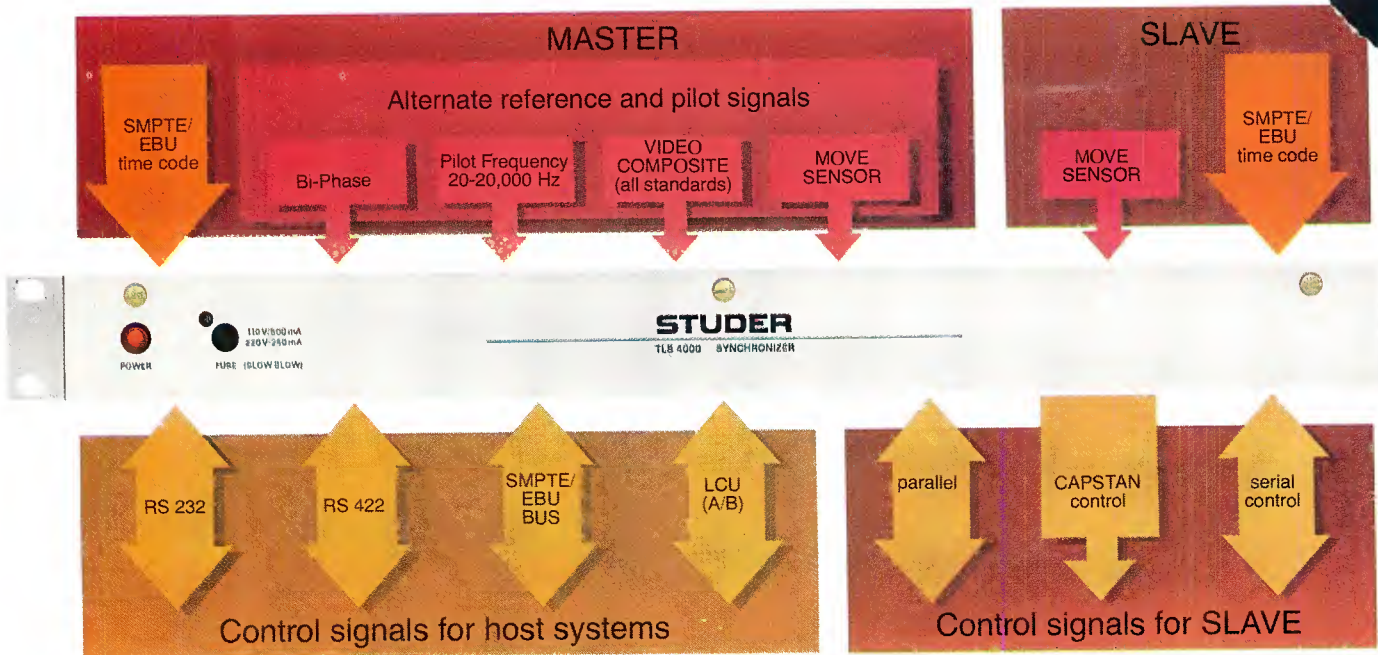 MASTER
SLAVE
Alternate reference and pilot signals
SMPTE/
EBU
time code
Bi-Phase
Pilot Frequency
20-20,000 Hz
VIDEO
COMPOSITE
(all standards)
MOVE
SENSOR
MOVE
SENSOR
SMPTE/
EBU
time code
POWER
110V/500mA
220V-250mA
FUSE (SLOW BLOW)
STUDER
TLS 4000 SYNCHRONIZER
RS 232
RS 422
SMPTE/
EBU
BUS
LCU
(A/B)
parallel
CAPSTAN
control
serial
control
Control signals for host systems
Control signals for SLAVE